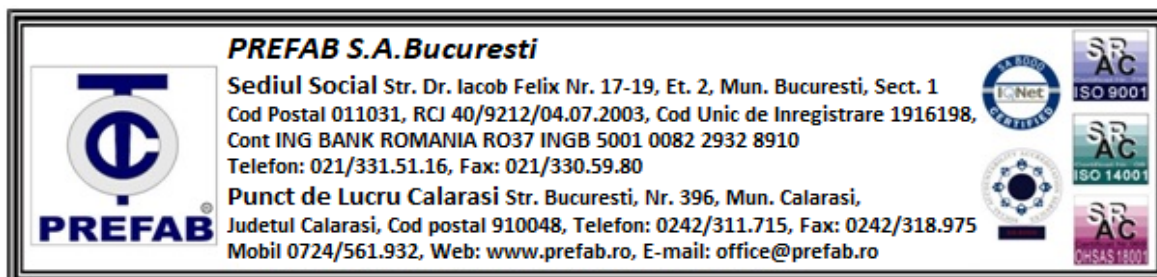 PREFAB S.A.Bucuresti
Sediul Social Str. Dr. Iacob Felix Nr. 17-19, Et. 2, Mun. Bucuresti, Sect. 1
Cod Postal 011031, RCJ 40/9212/04.07.2003, Cod Unic de Inregistrare 1916198,
Cont ING BANK ROMANIA RO37 INGB 5001 0082 2932 8910
Telefon: 021/331.51.16, Fax: 021/330.59.80
Punct de Lucru Calarasi Str. Bucuresti, Nr. 396, Mun. Calarasi,
Judetul Calarasi, Cod postal 910048, Telefon: 0242/311.715, Fax: 0242/318.975
Mobil 0724/561.932, Web: www.prefab.ro, E-mail: office@prefab.ro
PREFAB
SA 8000
IQNet
CERTIFIED
SRAC
ISO 9001
SRAC
ISO 14001
SRAC
OHSAS 18001